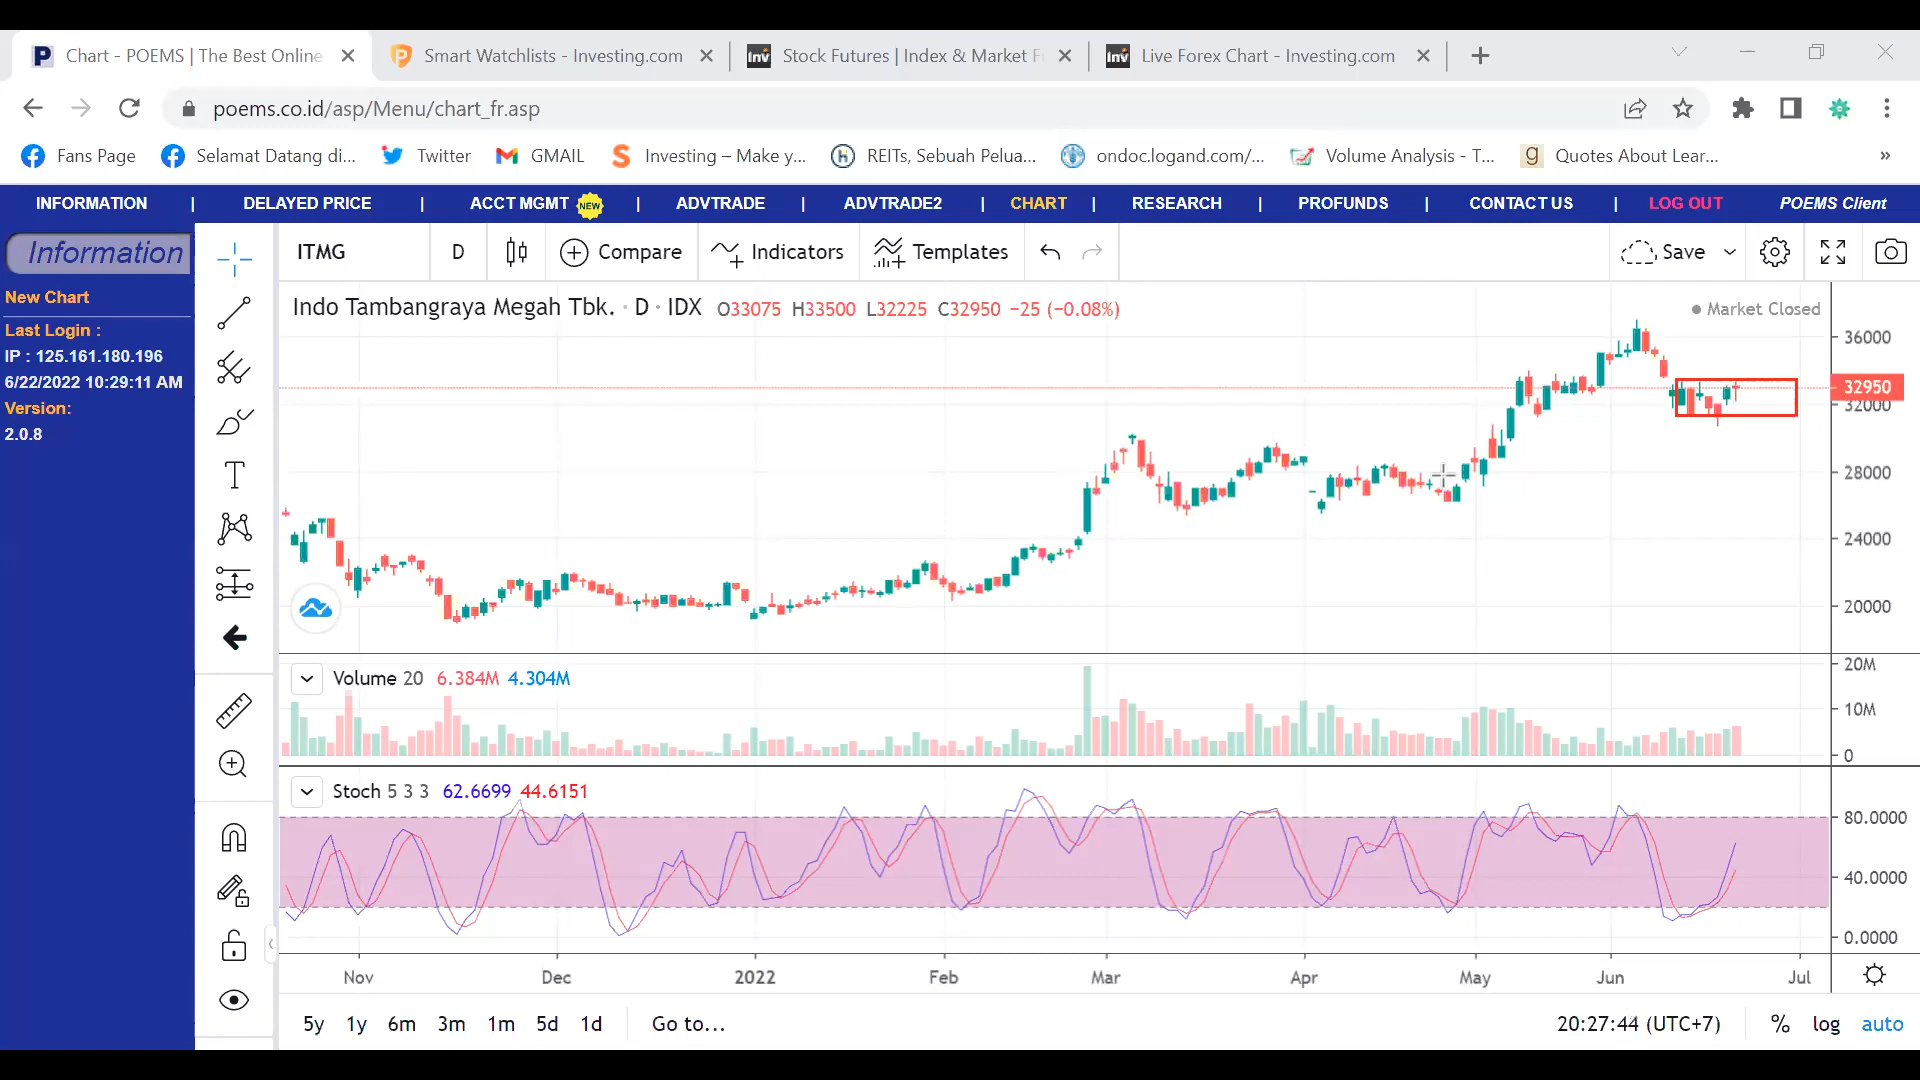 Chart - POEMS | The Best Online
Smart Watchlists - Investing.com
Stock Futures | Index & Market F
Live Forex Chart - Investing.com
poems.co.id/asp/Menu/chart_fr.asp
Fans Page
Selamat Datang di...
Twitter
GMAIL
Investing – Make y...
REITs, Sebuah Pelua...
ondoc.logand.com/...
Volume Analysis - T...
Quotes About Lear...
INFORMATION | DELAYED PRICE | ACCT MGMT NEW | ADVTRADE | ADVTRADE2 | CHART | RESEARCH | PROFUNDS | CONTACT US | LOG OUT POEMS Client
Information
New Chart
Last Login :
IP : 125.161.180.196
6/22/2022 10:29:11 AM
Version:
2.0.8
ITMG D Compare Indicators Templates Save
Indo Tambangraya Megah Tbk. · D · IDX O33075 H33500 L32225 C32950 −25 (−0.08%)
Market Closed
36000
32950
32000
28000
24000
20000
Volume 20 6.384M 4.304M
20M
10M
0
Stoch 5 3 3 62.6699 44.6151
80.0000
40.0000
0.0000
Nov Dec 2022 Feb Mar Apr May Jun Jul
5y 1y 6m 3m 1m 5d 1d Go to... 20:27:44 (UTC+7) % log auto